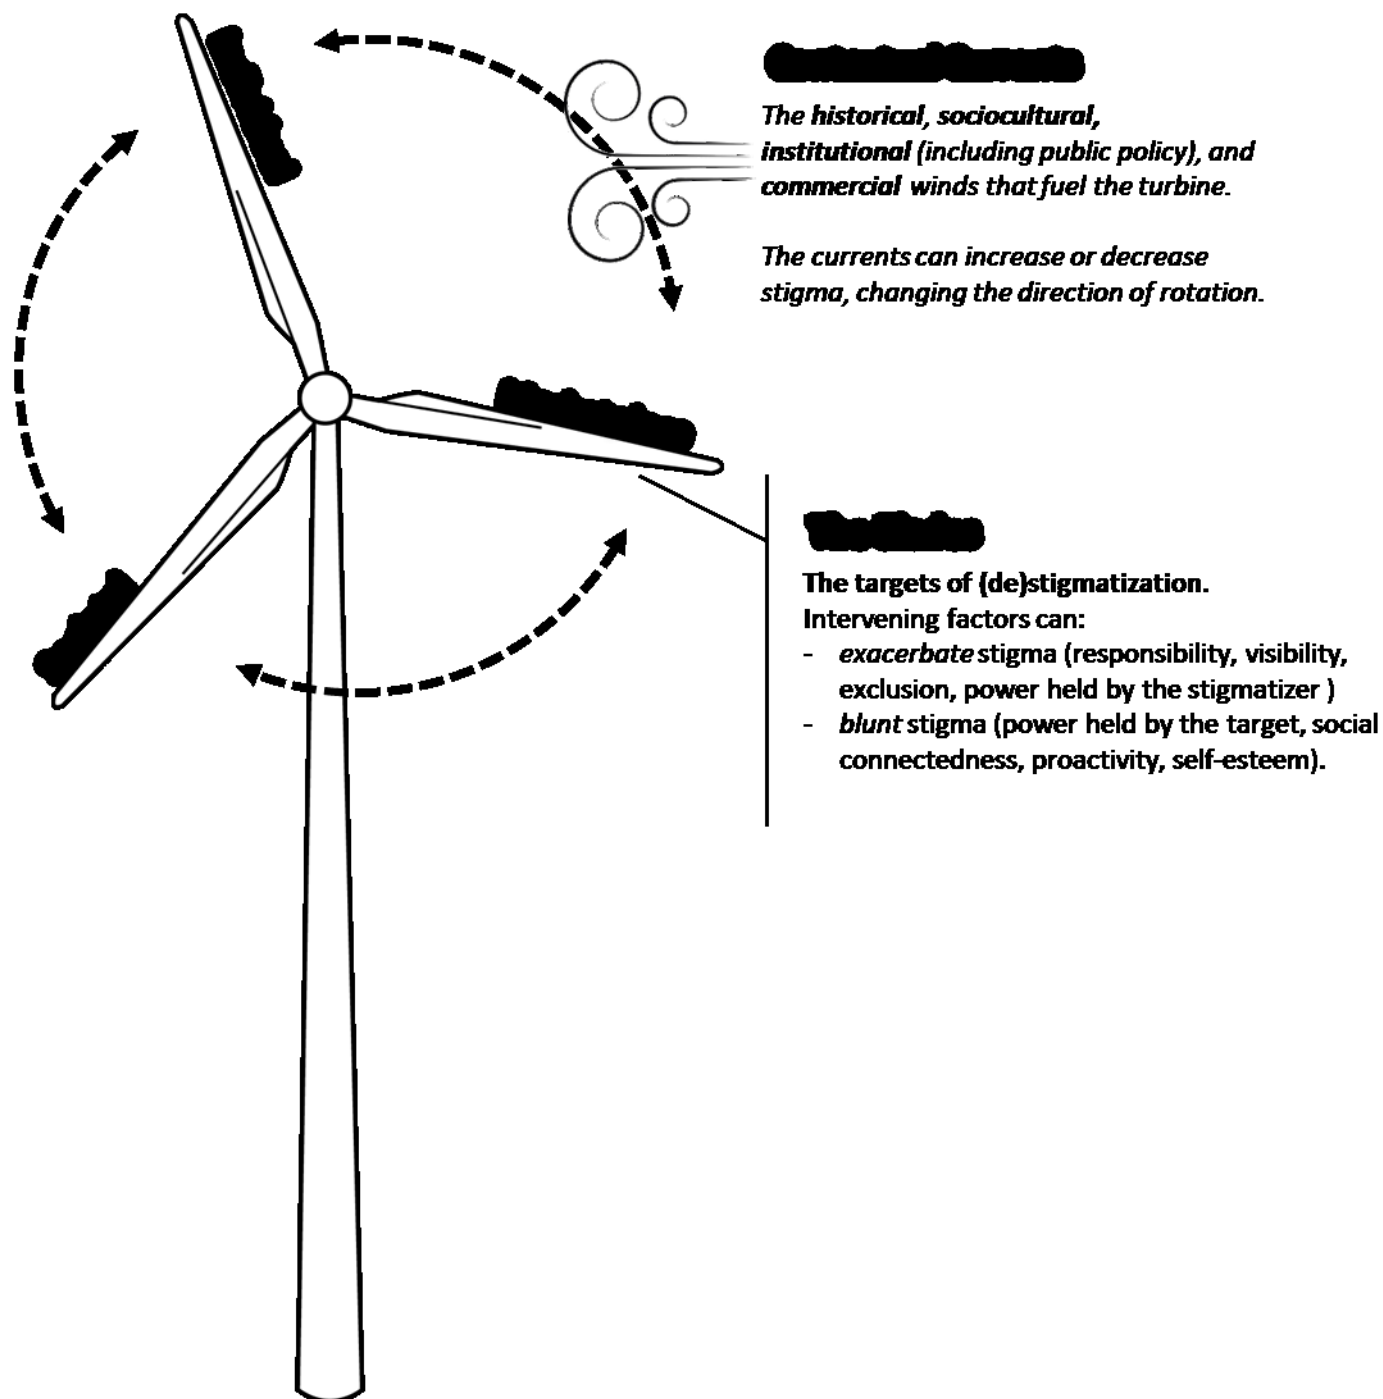 The historical, sociocultural,
institutional (including public policy), and
commercial winds that fuel the turbine.
The currents can increase or decrease
stigma, changing the direction of rotation.
The targets of (de)stigmatization.
Intervening factors can:
- exacerbate stigma (responsibility, visibility,
exclusion, power held by the stigmatizer )
- blunt stigma (power held by the target, social
connectedness, proactivity, self-esteem).